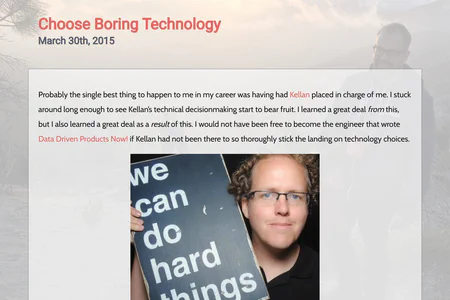 Choose Boring Technology
March 30th, 2015
Probably the single best thing to happen to me in my career was having had Kellan placed in charge of me. I stuck
around long enough to see Kellan's technical decisionmaking start to bear fruit. I learned a great deal from this,
but I also learned a great deal as a result of this. I would not have been free to become the engineer that wrote
Data Driven Products Now! if Kellan had not been there to so thoroughly stick the landing on technology choices.
we
can
do
hard
things